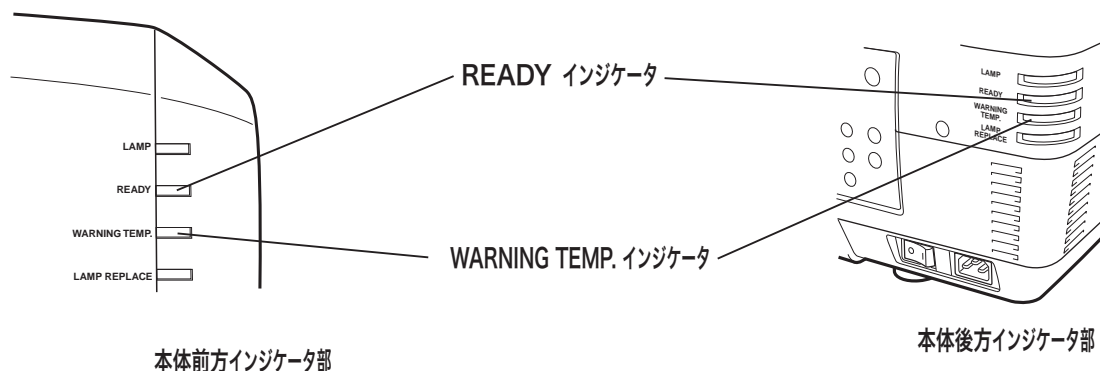 LAMP
READY
WARNING TEMP.
LAMP REPLACE
本体前方インジケータ部
READY インジケータ
WARNING TEMP. インジケータ
LAMP
READY
WARNING
TEMP.
LAMP
REPLACE
本体後方インジケータ部